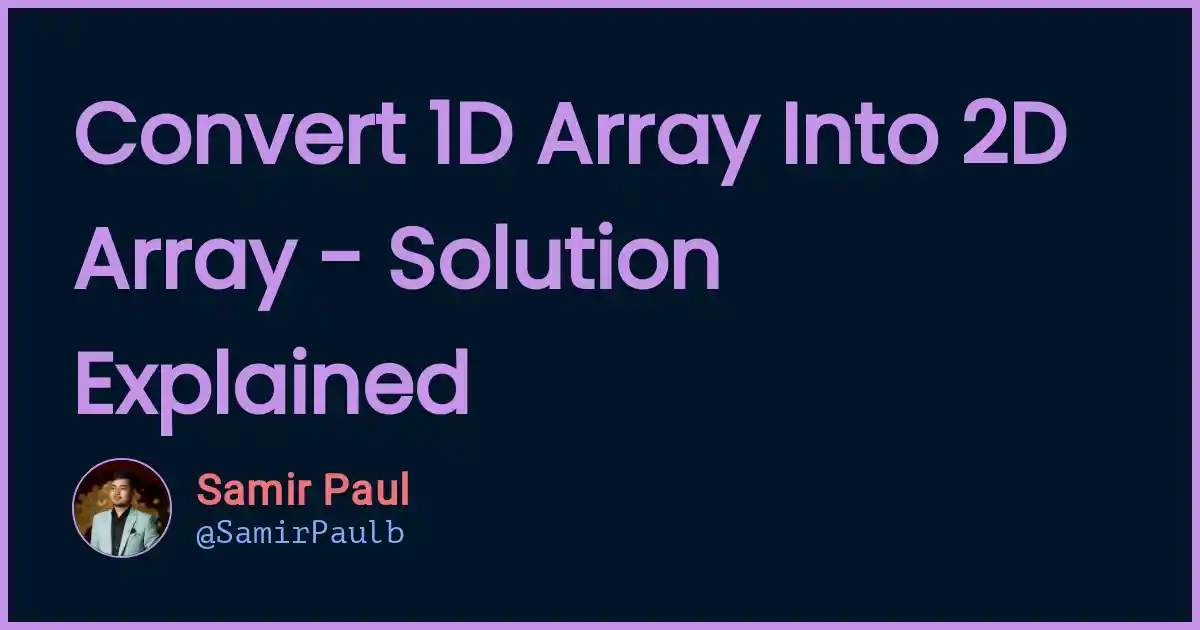 Convert 1D Array Into 2D
Array - Solution
Explained
Samir Paul
@SamirPaulb